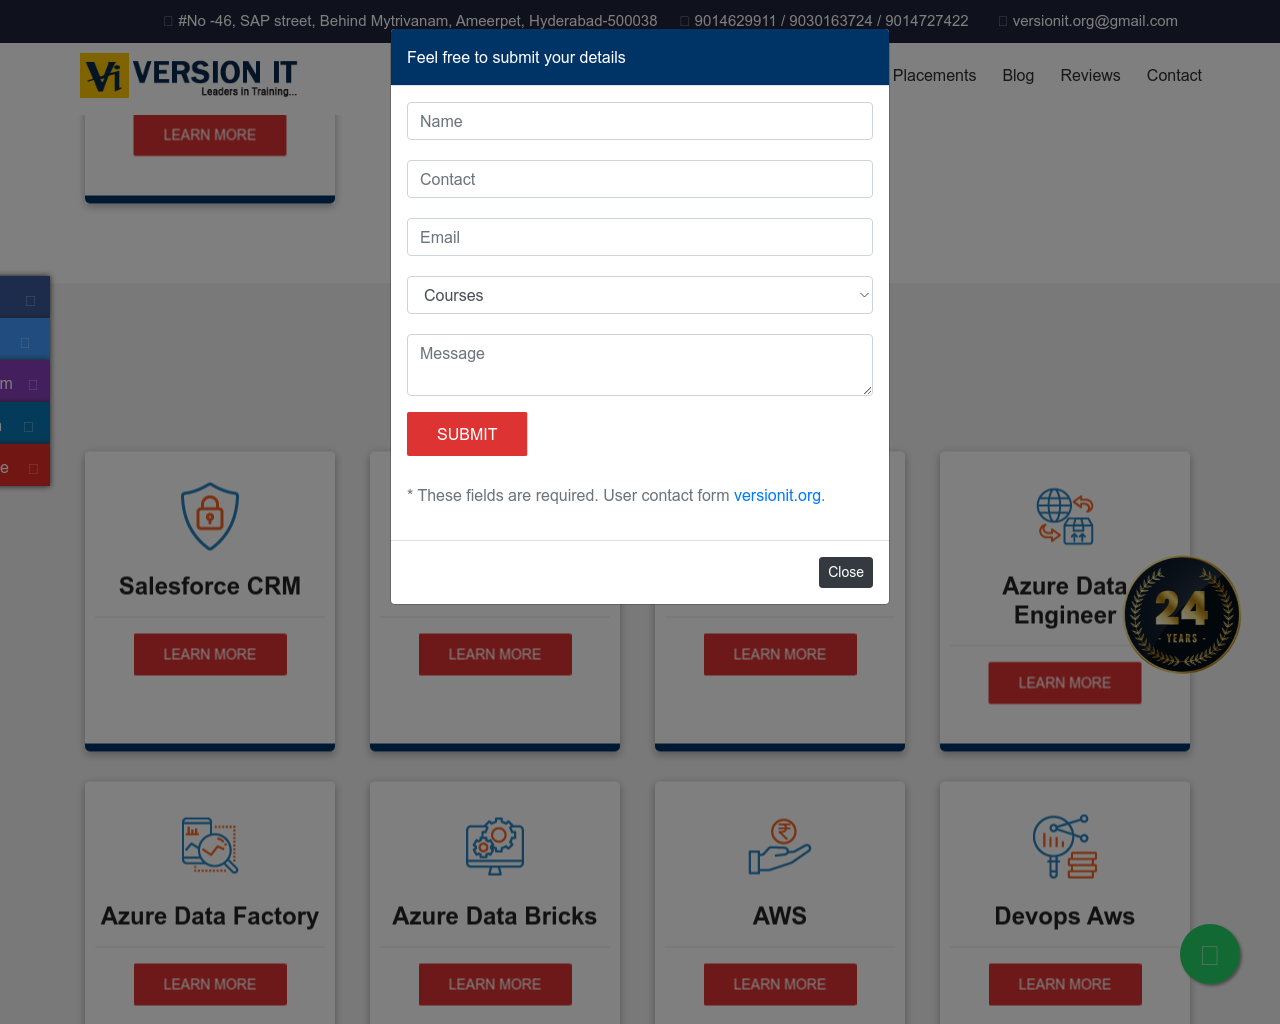 #No -46, SAP street, Behind Mytrivanam, Ameerpet, Hyderabad-500038 9014629911 / 9030163724 / 9014727422 versionit.org@gmail.com
Vi VERSION IT
Leaders in Training...
Placements Blog Reviews Contact
Feel free to submit your details
Name
Contact
Email
Courses
Message
SUBMIT
* These fields are required. User contact form versionit.org.
Close
LEARN MORE
m
e
Salesforce CRM
LEARN MORE
LEARN MORE
LEARN MORE
Azure Data
Engineer
LEARN MORE
24
- YEARS -
Azure Data Factory
LEARN MORE
Azure Data Bricks
LEARN MORE
AWS
LEARN MORE
Devops Aws
LEARN MORE